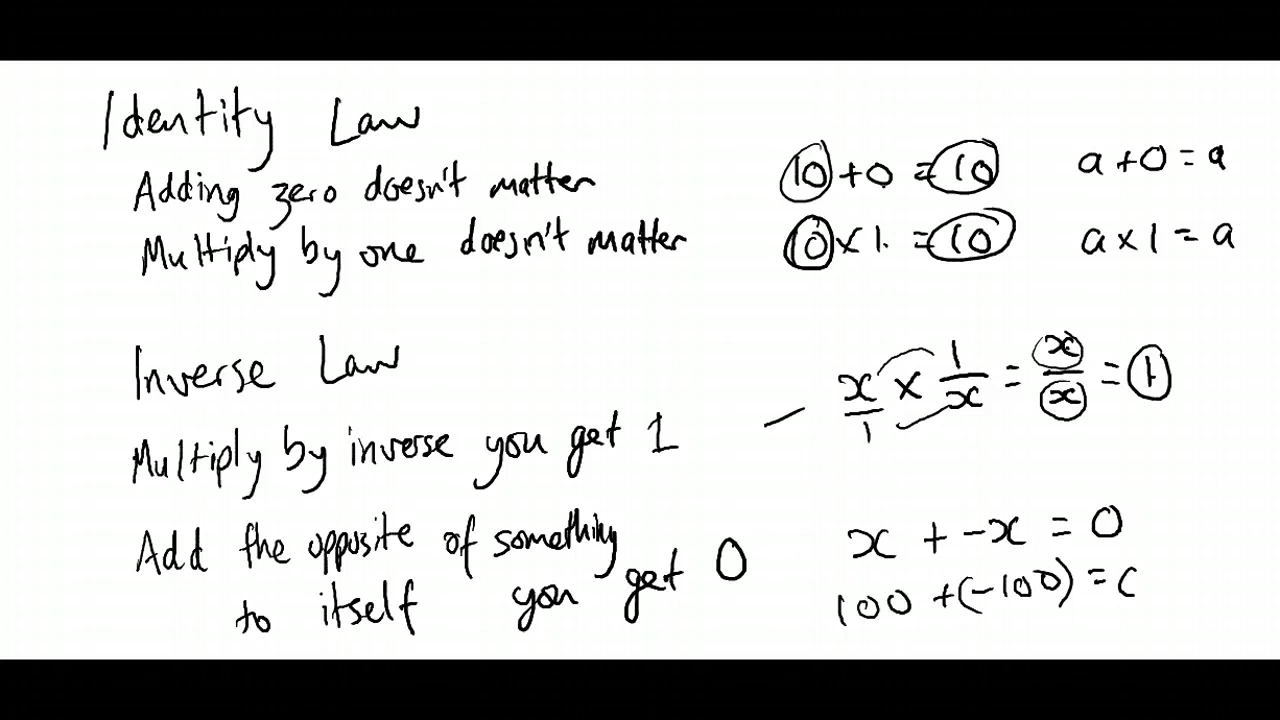 Identity Law
Adding zero doesn't matter
10 + 0 = 10
a + 0 = a
Multiply by one doesn't matter
10 x 1 = 10
a x 1 = a
Inverse Law
x/1 × 1/x = x/x = 1
Multiply by inverse you get 1
Add the opposite of something
to itself you get 0
x + -x = 0
100 + (-100) = c